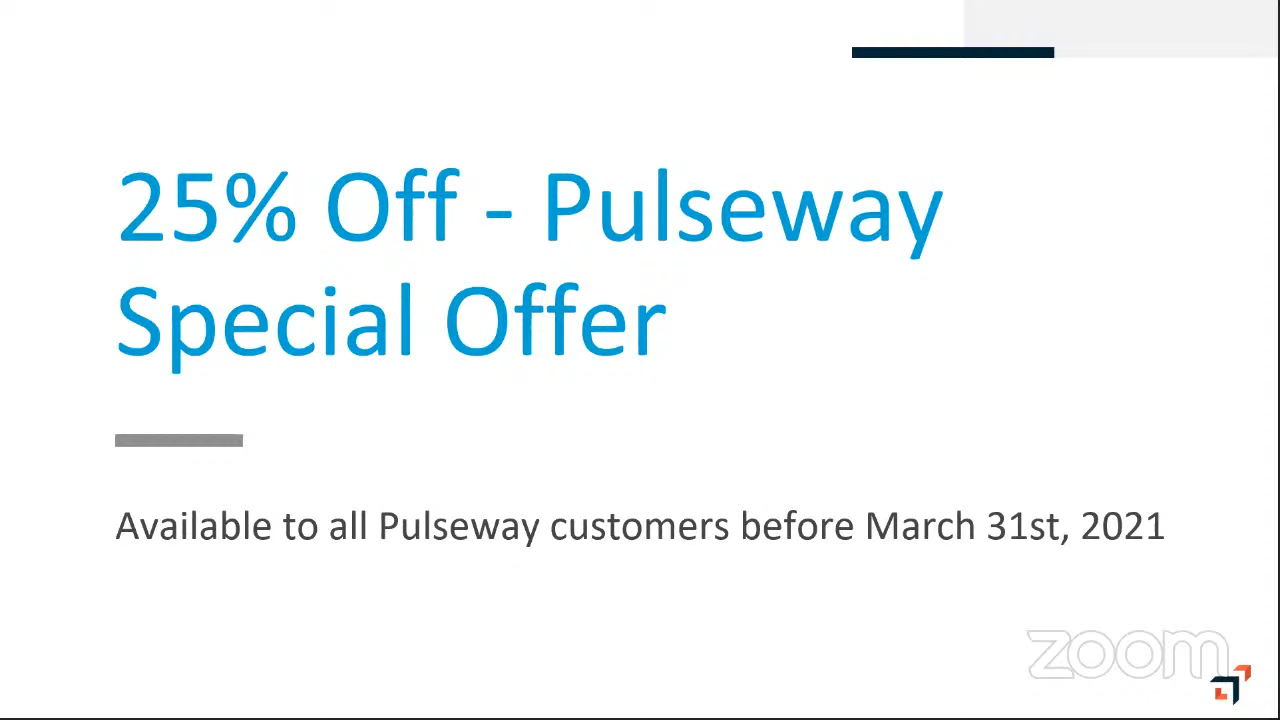 25% Off - Pulseway
Special Offer
Available to all Pulseway customers before March 31st, 2021
zoom